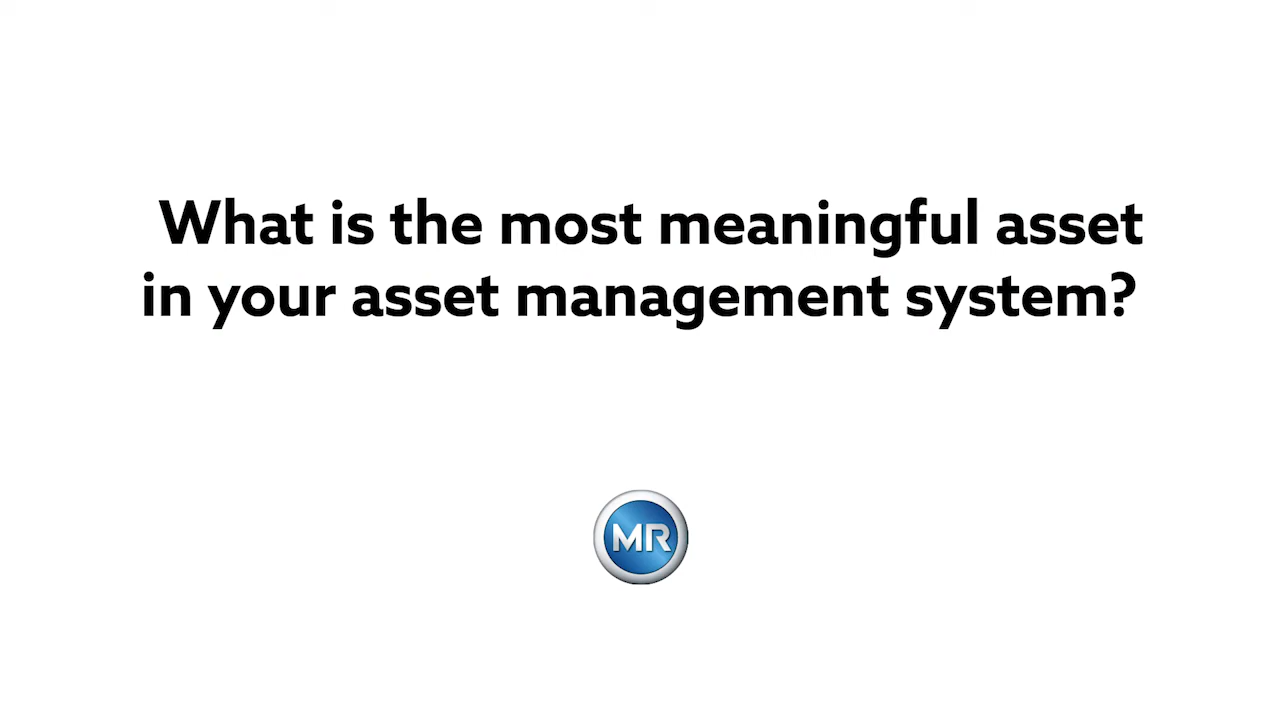 What is the most meaningful asset
in your asset management system?
MR